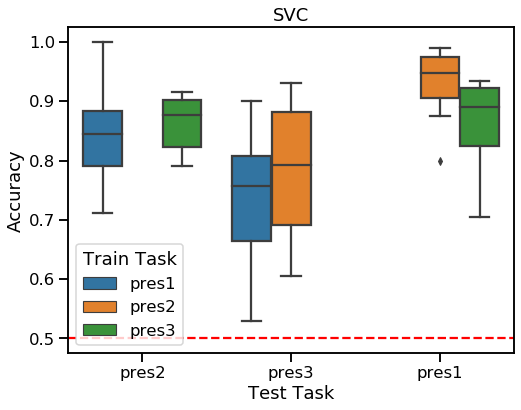 SVC
1.0
0.9
0.8
0.7
0.6
0.5
Accuracy
Train Task
pres1
pres2
pres3
pres2 pres3 pres1
Test Task